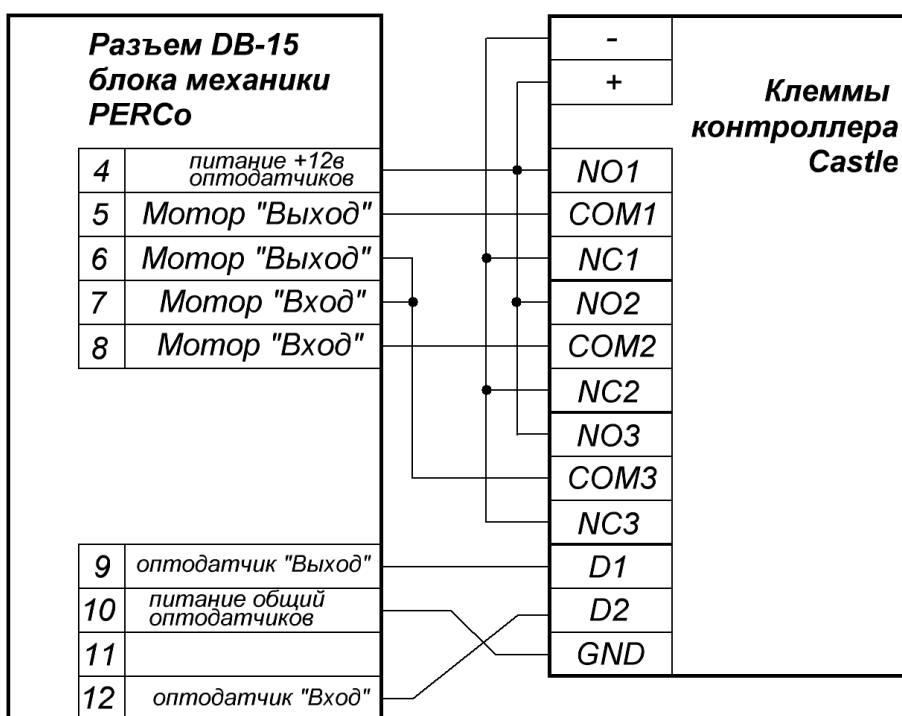 Разъем DB-15
блока механики
PERCo
4 питание +12в
оптодатчиков
5 Мотор "Выход"
6 Мотор "Выход"
7 Мотор "Вход"
8 Мотор "Вход"
9 оптодатчик "Выход"
10 питание общий
оптодатчиков
11
12 оптодатчик "Вход"
-
+
Клеммы
контроллера
Castle
NO1
COM1
NC1
NO2
COM2
NC2
NO3
COM3
NC3
D1
D2
GND